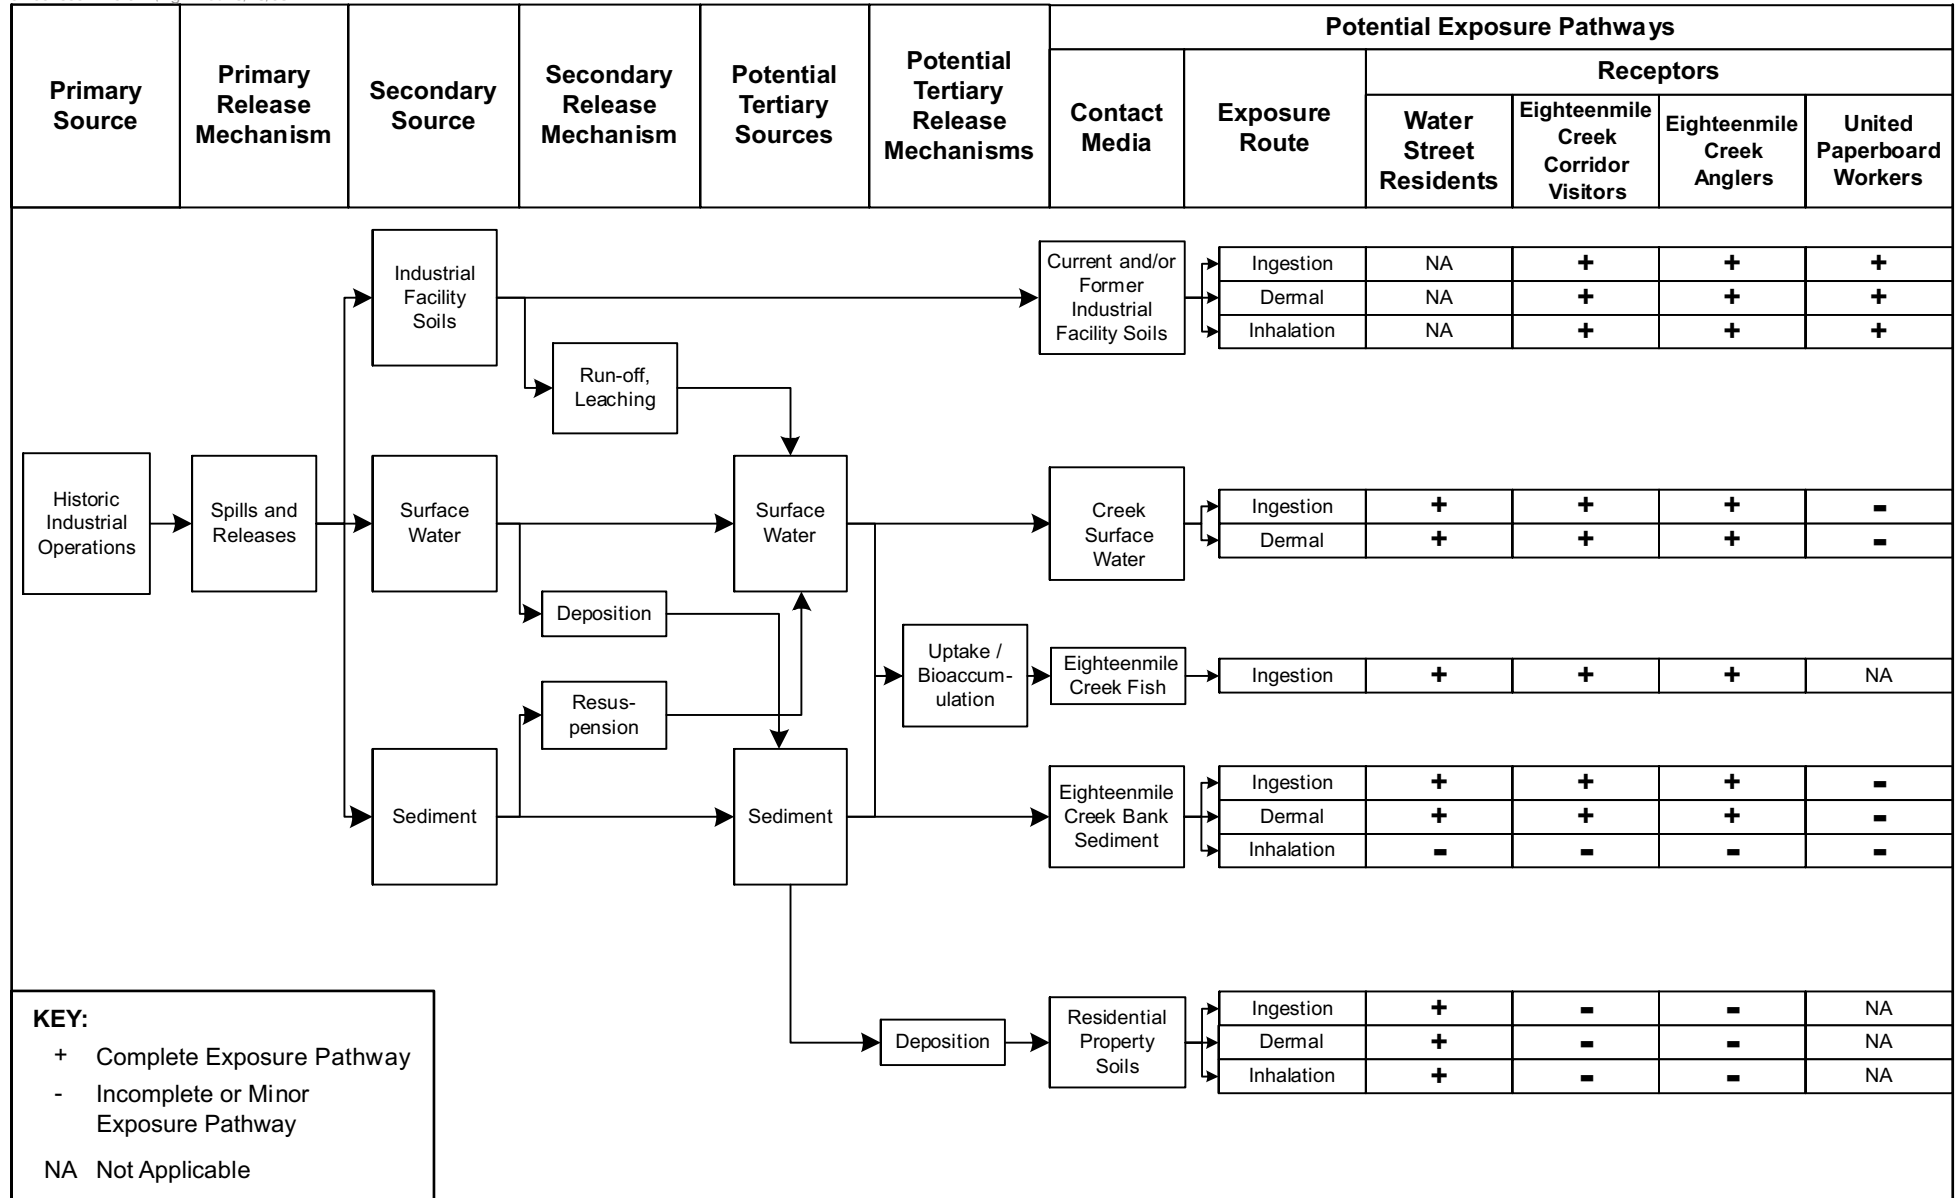 Potential Exposure Pathways
Primary
Source
Primary
Release
Mechanism
Secondary
Source
Secondary
Release
Mechanism
Potential
Tertiary
Sources
Potential
Tertiary
Release
Mechanisms
Contact
Media
Exposure
Route
Receptors
Water
Street
Residents
Eighteenmile
Creek
Corridor
Visitors
Eighteenmile
Creek
Anglers
United
Paperboard
Workers
Historic
Industrial
Operations
Spills and
Releases
Industrial
Facility
Soils
Surface
Water
Sediment
Run-off,
Leaching
Deposition
Resus-
pension
Surface
Water
Sediment
Uptake /
Bioaccum-
ulation
Deposition
Current and/or
Former
Industrial
Facility Soils
Ingestion NA + + +
Dermal NA + + +
Inhalation NA + + +
Creek
Surface
Water
Ingestion + + + -
Dermal + + + -
Eighteenmile
Creek Fish
Ingestion + + + NA
Eighteenmile
Creek Bank
Sediment
Ingestion + + + -
Dermal + + + -
Inhalation - - - -
Residential
Property
Soils
Ingestion + - - NA
Dermal + - - NA
Inhalation + - - NA
KEY:
+ Complete Exposure Pathway
- Incomplete or Minor
Exposure Pathway
NA Not Applicable